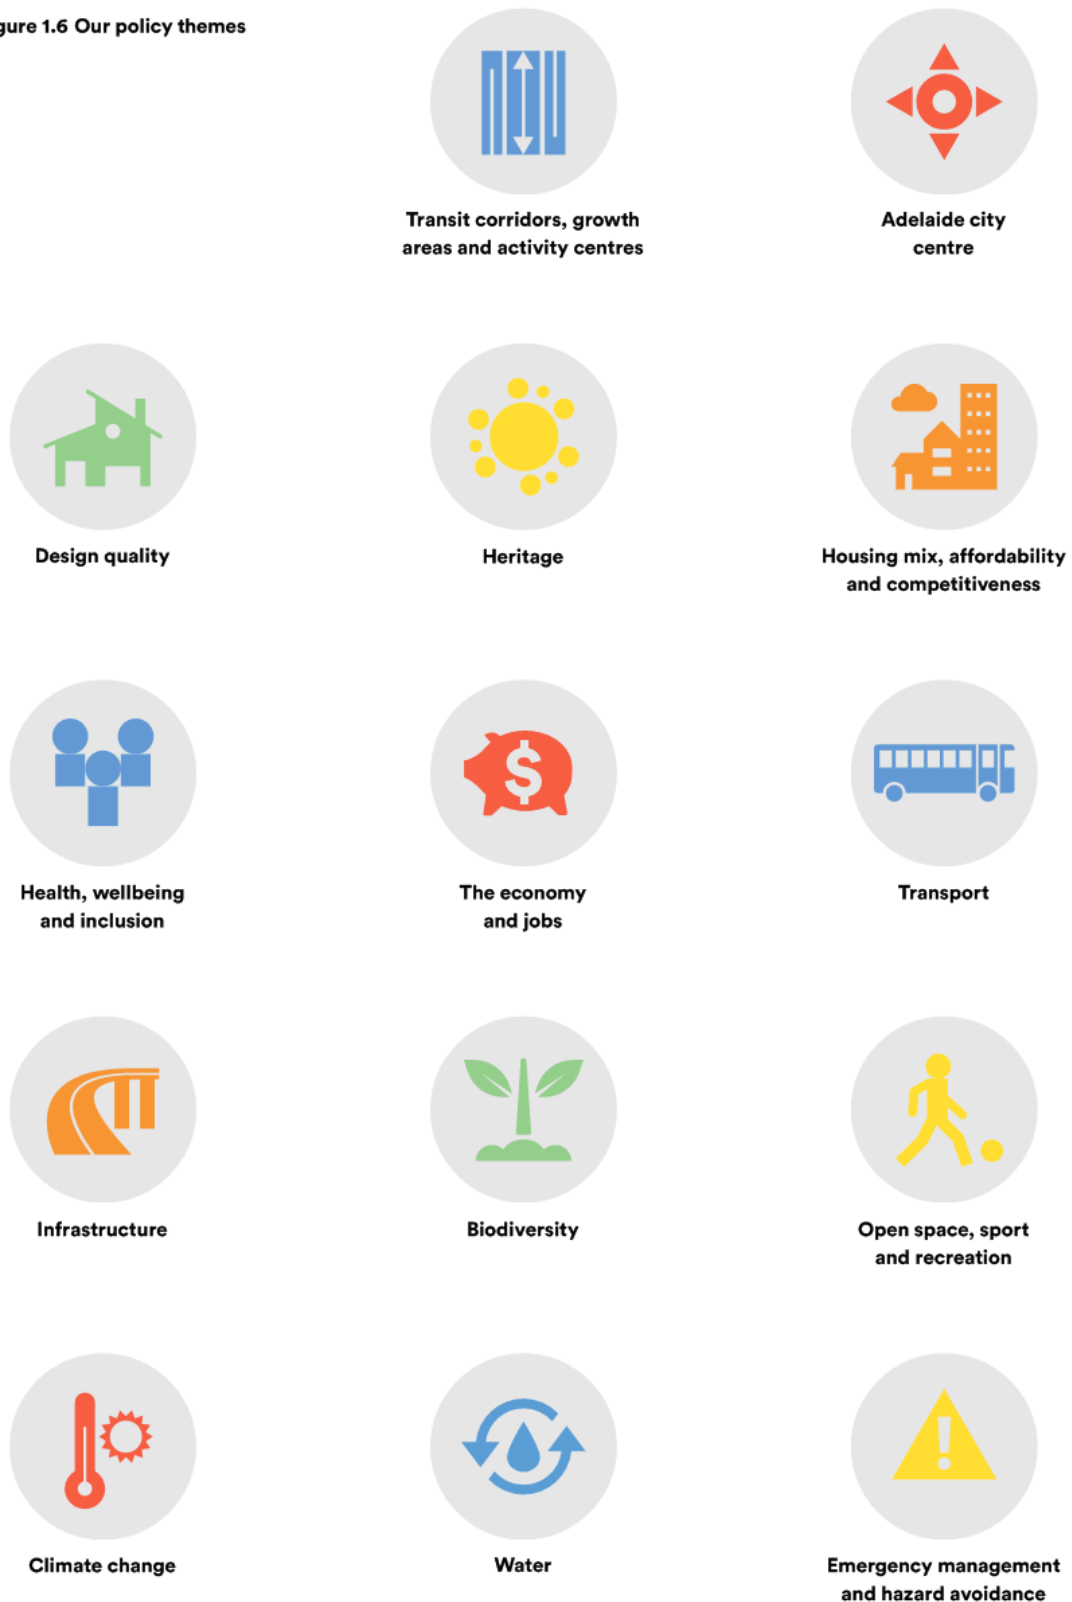 gure 1.6 Our policy themes
Transit corridors, growth
areas and activity centres
Adelaide city
centre
Design quality
Heritage
Housing mix, affordability
and competitiveness
Health, wellbeing
and inclusion
$
The economy
and jobs
Transport
Infrastructure
Biodiversity
Open space, sport
and recreation
Climate change
Water
!
Emergency management
and hazard avoidance